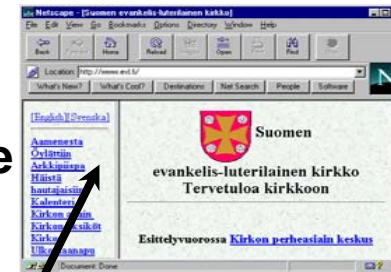 Netscape - [Suomen evankelis-luterilainen kirkko]
File Edit View Go Bookmarks Options Directory Window Help
Back Home Reload Open Find
Location: http://www.evl.fi/
What's New? What's Cool? Destinations Net Search People Software
N
[English] [Svenska]
Aamenesta
Öylättiin
Arkkipiispa
Häistä
hautajaisiin
Kalenteri
Kirkon
Kirkon
Suomen
evankelis-luterilainen kirkko
Tervetuloa kirkkoon
Esittelyvuorossa Kirkon perheasiain keskus
Document: Done
e